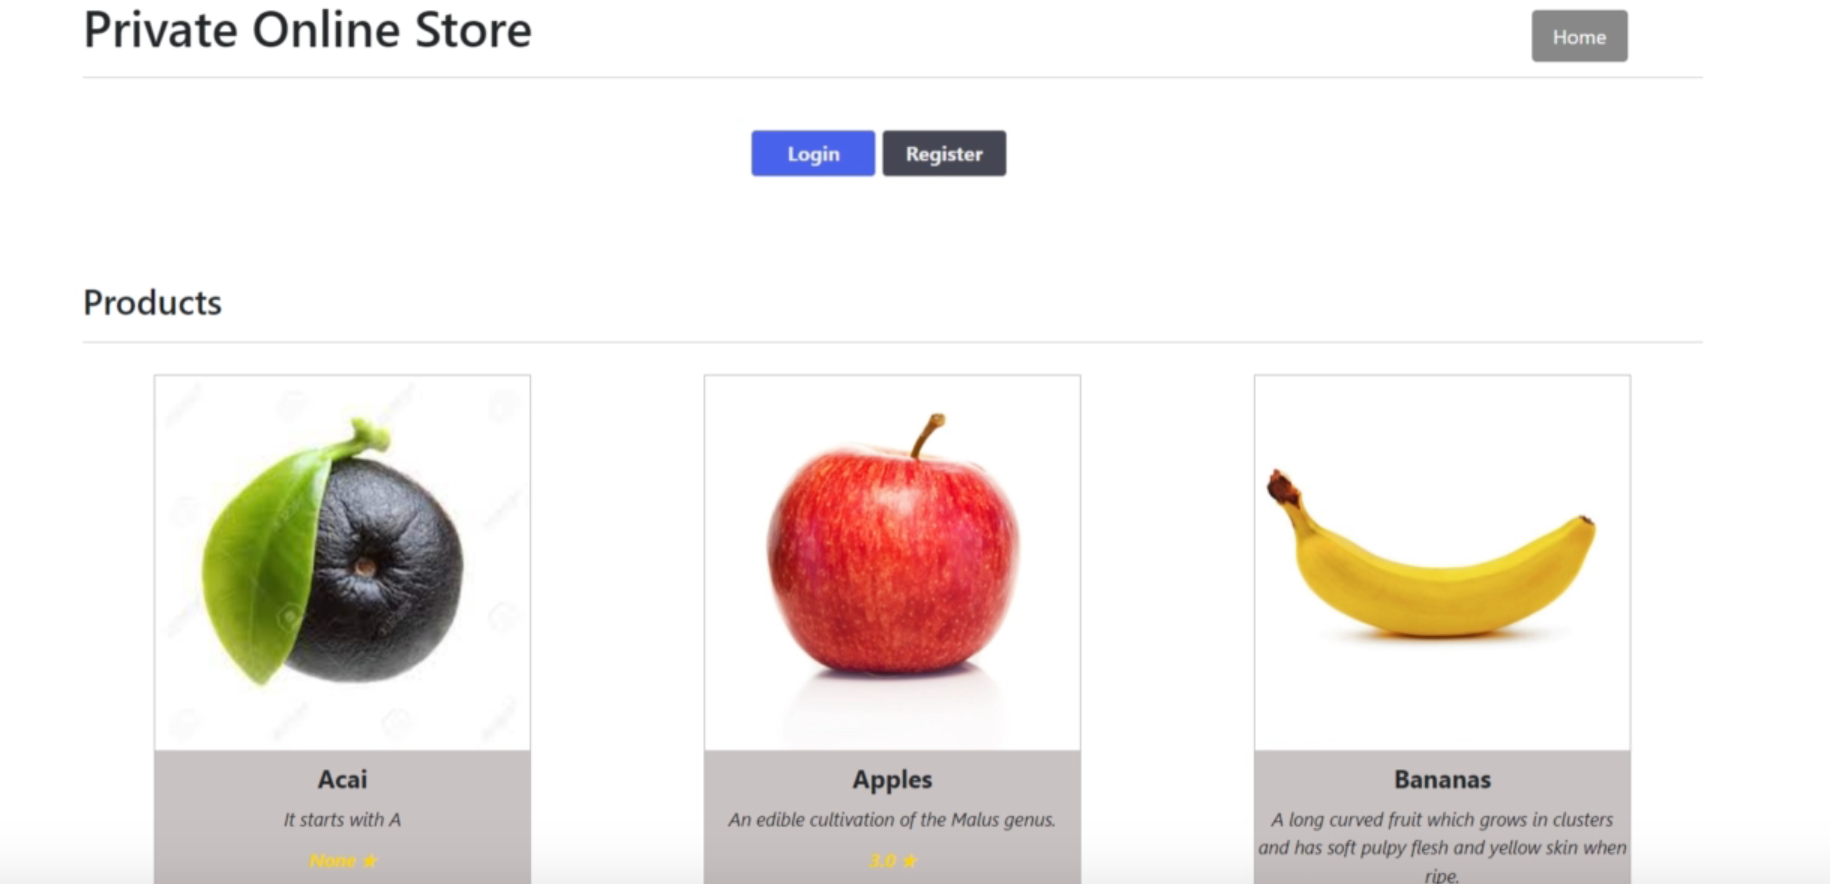 Private Online Store
Home
Login
Register
Products
Acai
It starts with A
None ★
Apples
An edible cultivation of the Malus genus.
3.0 ★
Bananas
A long curved fruit which grows in clusters
and has soft pulpy flesh and yellow skin when
ripe.